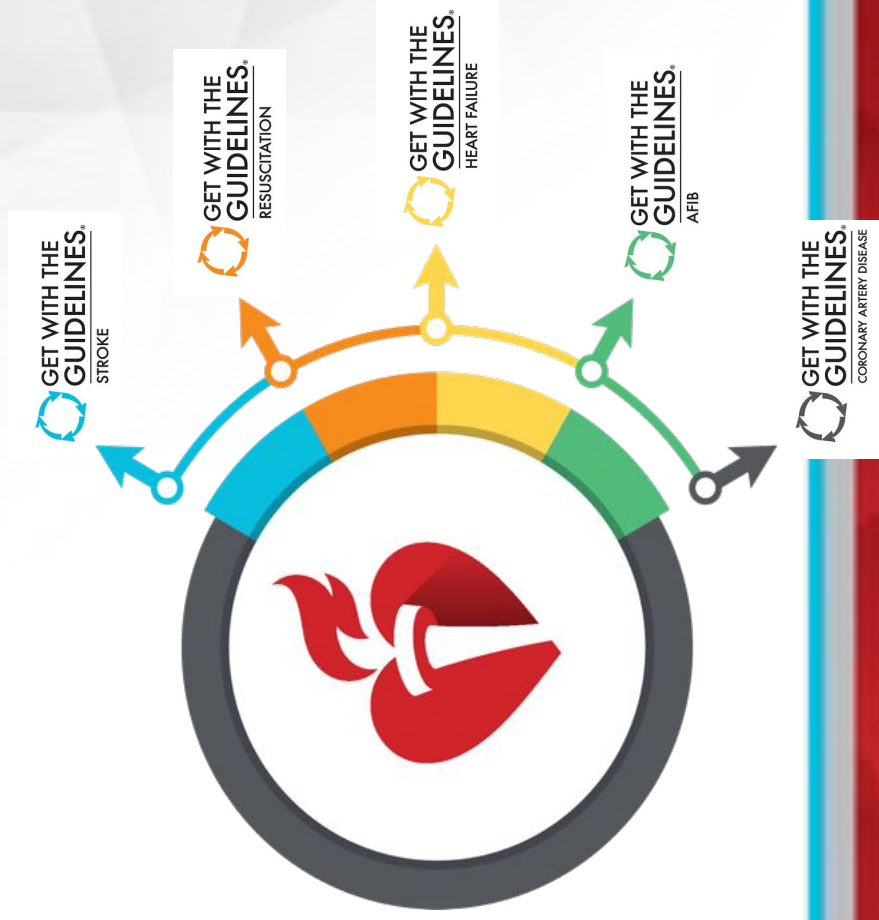 GET WITH THE
GUIDELINES®
STROKE
GET WITH THE
GUIDELINES®
RESUSCITATION
GET WITH THE
GUIDELINES®
HEART FAILURE
GET WITH THE
GUIDELINES®
AFIB
GET WITH THE
GUIDELINES®
CORONARY ARTERY DISEASE